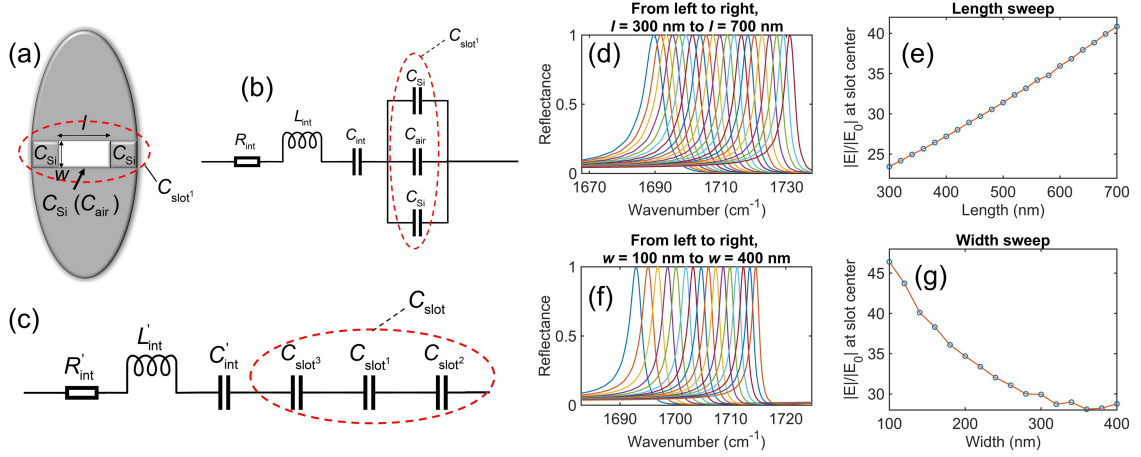 (a)
l
C_Si
w
C_Si
C_Si (C_air)
C_slot¹
(b)
R_int
L_int
C_int
C_Si
C_air
C_Si
C_slot¹
(c)
R'_int
L'_int
C'_int
C_slot³
C_slot¹
C_slot²
C_slot
From left to right,
l = 300 nm to l = 700 nm
(d)
Reflectance
1
0.5
0
1670 1690 1710 1730
Wavenumber (cm⁻¹)
Length sweep
(e)
|E|/|E₀| at slot center
40
35
30
25
300 400 500 600 700
Length (nm)
From left to right,
w = 100 nm to w = 400 nm
(f)
Reflectance
1
0.5
0
1690 1700 1710 1720
Wavenumber (cm⁻¹)
Width sweep
(g)
|E|/|E₀| at slot center
45
40
35
30
100 200 300 400
Width (nm)